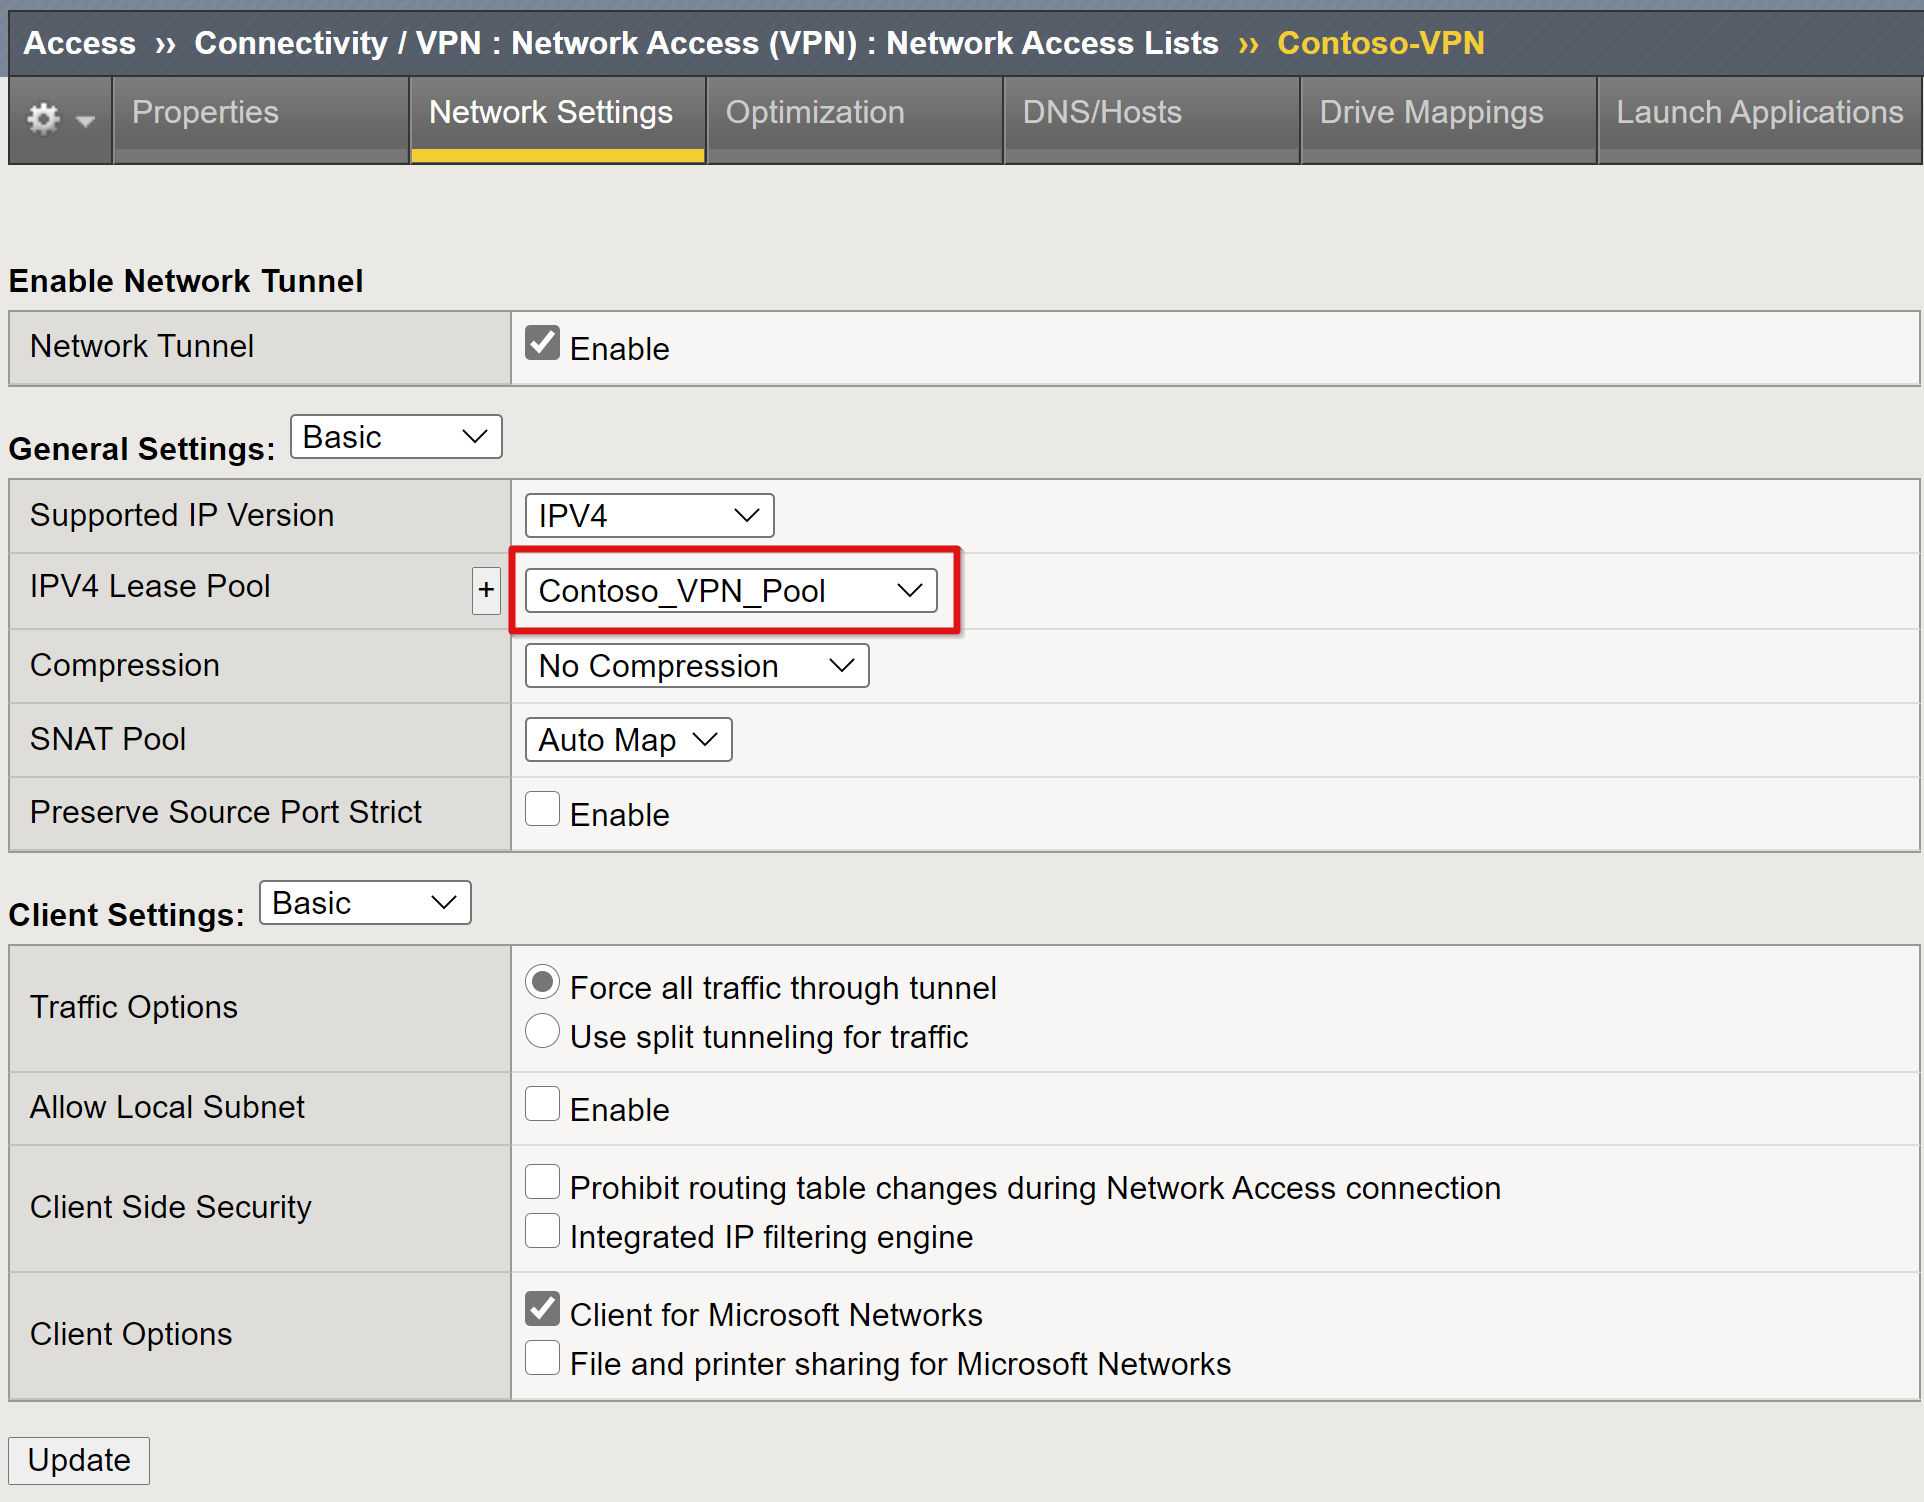 Access ›› Connectivity / VPN : Network Access (VPN) : Network Access Lists ›› Contoso-VPN
Properties Network Settings Optimization DNS/Hosts Drive Mappings Launch Applications
Enable Network Tunnel
Network Tunnel Enable
General Settings: Basic
Supported IP Version IPV4
IPV4 Lease Pool + Contoso_VPN_Pool
Compression No Compression
SNAT Pool Auto Map
Preserve Source Port Strict Enable
Client Settings: Basic
Traffic Options Force all traffic through tunnel
Use split tunneling for traffic
Allow Local Subnet Enable
Client Side Security Prohibit routing table changes during Network Access connection
Integrated IP filtering engine
Client Options Client for Microsoft Networks
File and printer sharing for Microsoft Networks
Update